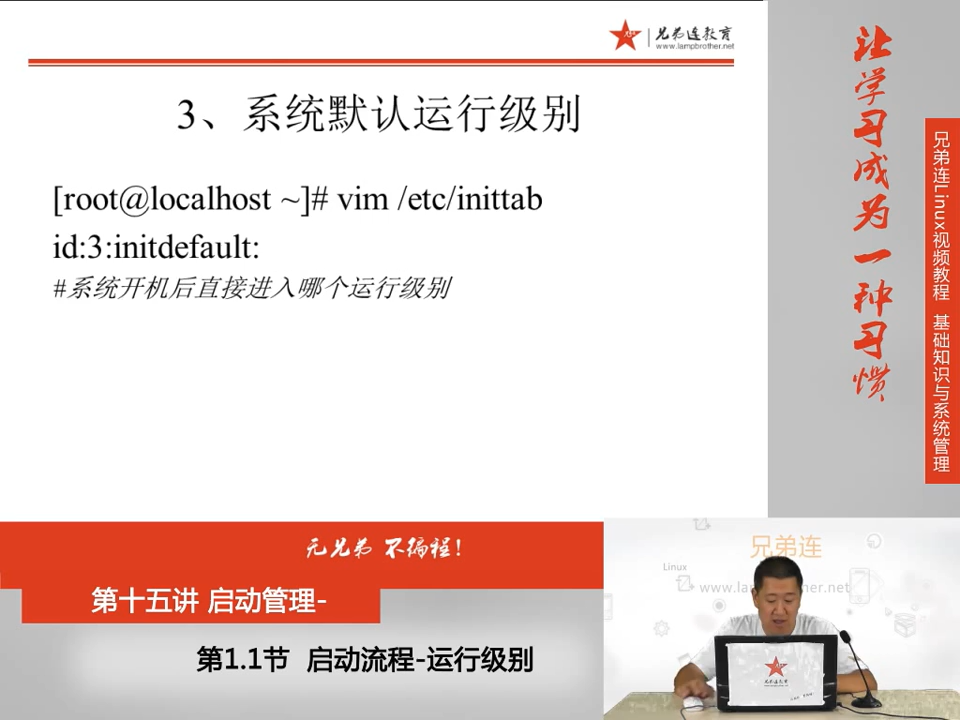 兄弟连教育
www.lampbrother.net
3、系统默认运行级别
[root@localhost ~]# vim /etc/inittab
id:3:initdefault:
#系统开机后直接进入哪个运行级别
让学习成为一种习惯
兄弟连Linux视频教程 基础知识与系统管理
无兄弟 不编程!
第十五讲 启动管理-
第1.1节 启动流程-运行级别
兄弟连
Linux
兄弟连教育